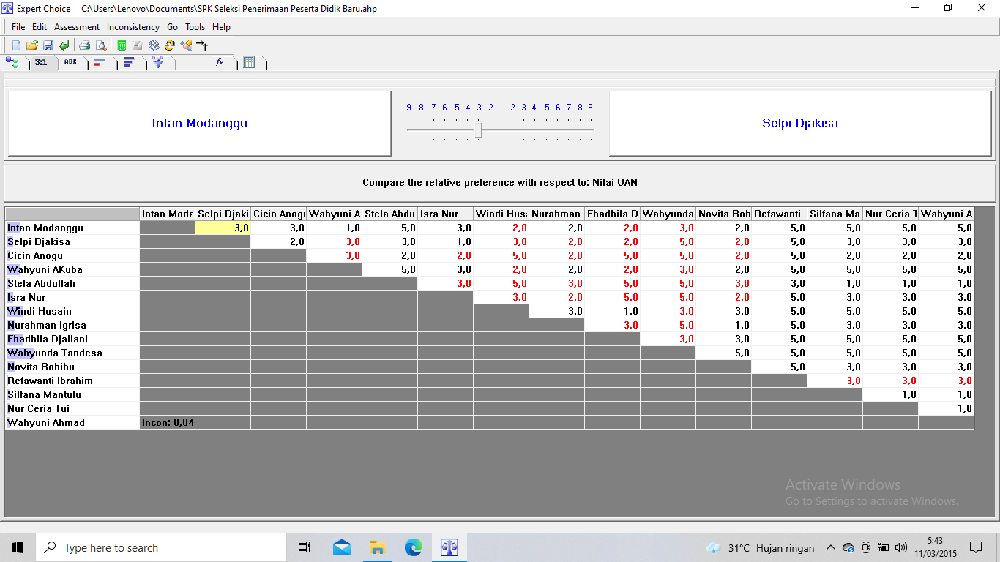 Expert Choice C:\Users\Lenovo\Documents\SPK Seleksi Penerimaan Peserta Didik Baru.ahp
File Edit Assessment Inconsistency Go Tools Help
3:1 ABC fx
9 8 7 6 5 4 3 2 | 2 3 4 5 6 7 8 9
Intan Modanggu Selpi Djakisa
Compare the relative preference with respect to: Nilai UAN
Intan Moda Selpi Djaki Cicin Anog Wahyuni A Stela Abdu Isra Nur Windi Hus Nurahman Fhadhila D Wahyunda Novita Bob Refawanti I Silfana Ma Nur Ceria T Wahyuni A
Intan Modanggu 3,0 3,0 1,0 5,0 3,0 2,0 2,0 2,0 3,0 2,0 5,0 5,0 5,0 5,0
Selpi Djakisa 2,0 3,0 3,0 1,0 3,0 2,0 2,0 5,0 2,0 5,0 3,0 3,0 3,0
Cicin Anogu 3,0 2,0 2,0 5,0 2,0 5,0 5,0 2,0 5,0 2,0 2,0 2,0
Wahyuni AKuba 5,0 3,0 2,0 2,0 2,0 3,0 2,0 5,0 5,0 5,0 5,0
Stela Abdullah 3,0 5,0 3,0 5,0 5,0 3,0 3,0 1,0 1,0 1,0
Isra Nur 3,0 2,0 5,0 5,0 2,0 5,0 3,0 3,0 3,0
Windi Husain 3,0 1,0 3,0 3,0 5,0 5,0 5,0 5,0
Nurahman Igrisa 3,0 5,0 1,0 5,0 3,0 3,0 3,0
Fhadhila Djailani 3,0 3,0 5,0 5,0 5,0 5,0
Wahyunda Tandesa 5,0 5,0 5,0 5,0 5,0
Novita Bobihu 5,0 3,0 3,0 3,0
Refawanti Ibrahim 3,0 3,0 3,0
Silfana Mantulu 1,0 1,0
Nur Ceria Tui 1,0
Wahyuni Ahmad Incon: 0,04
Activate Windows
Go to Settings to activate Windows.
Type here to search 31°C Hujan ringan 5:43
11/03/2015